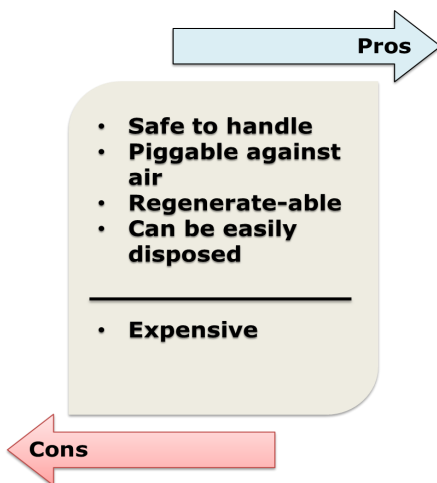 Pros
• Safe to handle
• Piggable against
air
• Regenerate-able
• Can be easily
disposed
• Expensive
Cons